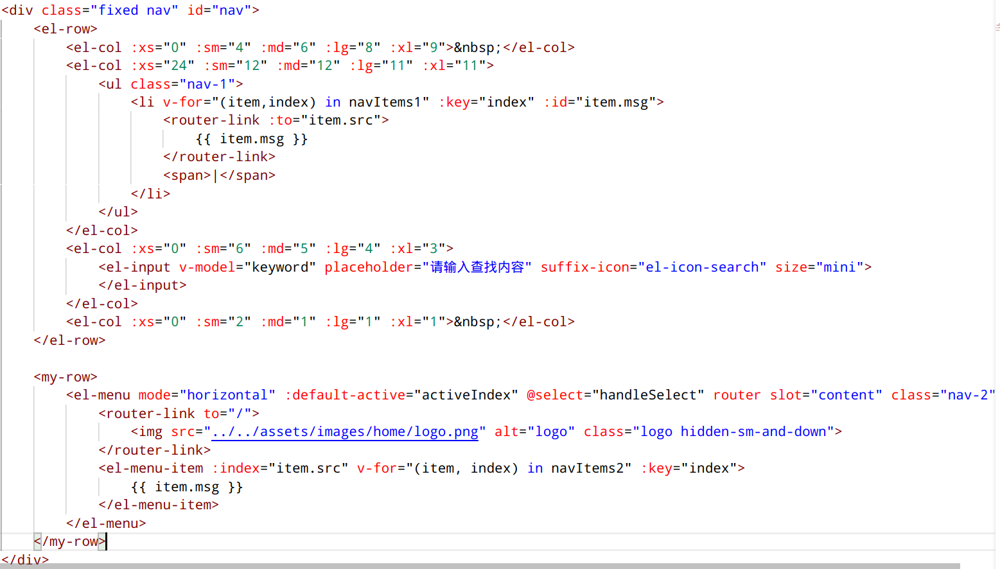 <div class="fixed nav" id="nav">
    <el-row>
        <el-col :xs="0" :sm="4" :md="6" :lg="8" :xl="9">&nbsp;</el-col>
        <el-col :xs="24" :sm="12" :md="12" :lg="11" :xl="11">
            <ul class="nav-1">
                <li v-for="(item,index) in navItems1" :key="index" :id="item.msg">
                    <router-link :to="item.src">
                        {{ item.msg }}
                    </router-link>
                    <span>|</span>
                </li>
            </ul>
        </el-col>
        <el-col :xs="0" :sm="6" :md="5" :lg="4" :xl="3">
            <el-input v-model="keyword" placeholder="请输入查找内容" suffix-icon="el-icon-search" size="mini">
            </el-input>
        </el-col>
        <el-col :xs="0" :sm="2" :md="1" :lg="1" :xl="1">&nbsp;</el-col>
    </el-row>

    <my-row>
        <el-menu mode="horizontal" :default-active="activeIndex" @select="handleSelect" router slot="content" class="nav-2"
            <router-link to="/">
                <img src="../../assets/images/home/logo.png" alt="logo" class="logo hidden-sm-and-down">
            </router-link>
            <el-menu-item :index="item.src" v-for="(item, index) in navItems2" :key="index">
                {{ item.msg }}
            </el-menu-item>
        </el-menu>
    </my-row>
</div>